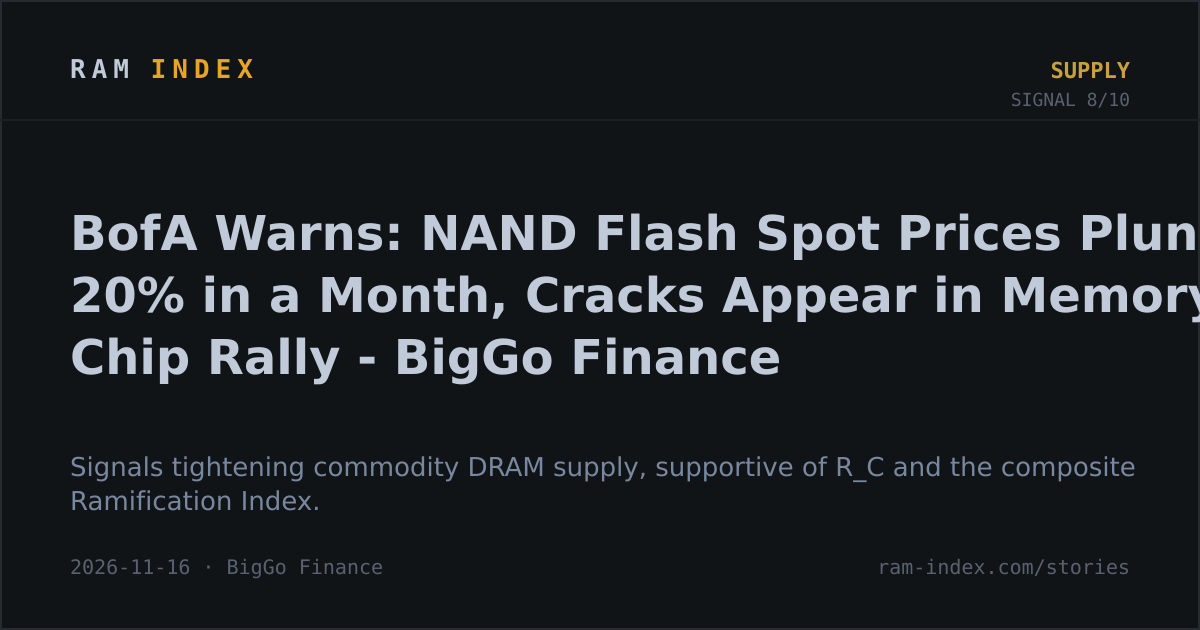 RAM INDEX
SUPPLY
SIGNAL 8/10
BofA Warns: NAND Flash Spot Prices Plun
20% in a Month, Cracks Appear in Memory
Chip Rally - BigGo Finance
Signals tightening commodity DRAM supply, supportive of R_C and the composite
Ramification Index.
2026-11-16 · BigGo Finance
ram-index.com/stories